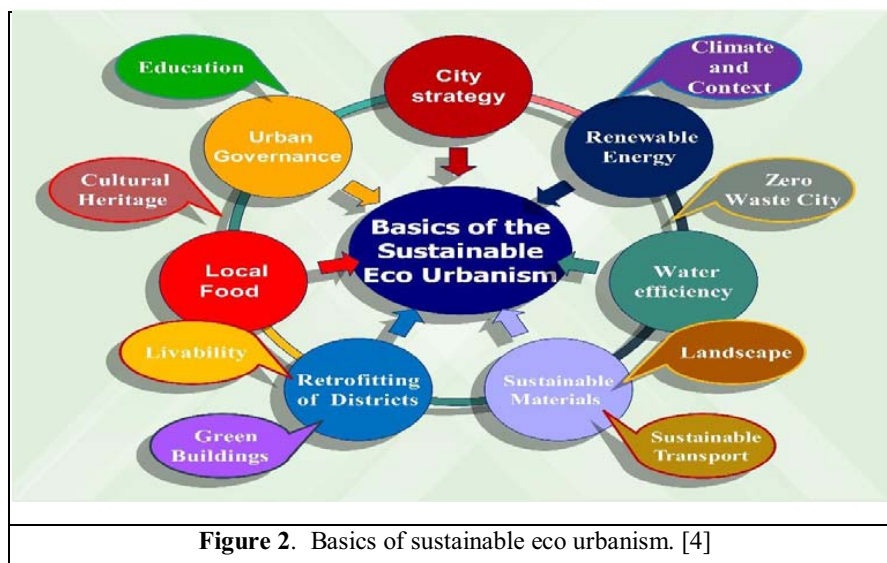 Education
City
strategy
Climate
and
Context
Urban
Governance
Renewable
Energy
Cultural
Heritage
Zero
Waste City
Basics of the
Sustainable
Eco Urbanism
Local
Food
Water
efficiency
Livability
Landscape
Retrofitting
of Districts
Sustainable
Materials
Green
Buildings
Sustainable
Transport
Figure 2. Basics of sustainable eco urbanism. [4]